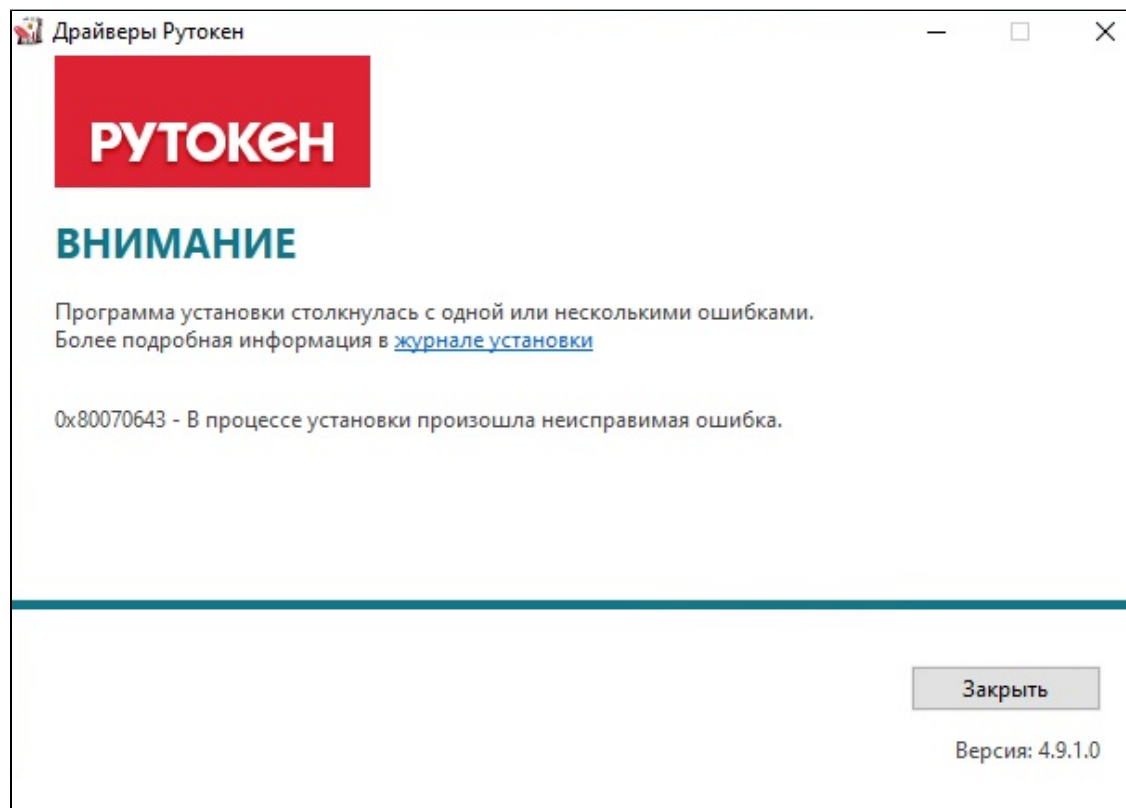 Драйверы Рутокен
РУТОКЕН
ВНИМАНИЕ
Программа установки столкнулась с одной или несколькими ошибками.
Более подробная информация в журнале установки
0x80070643 - В процессе установки произошла неисправимая ошибка.
Закрыть
Версия: 4.9.1.0